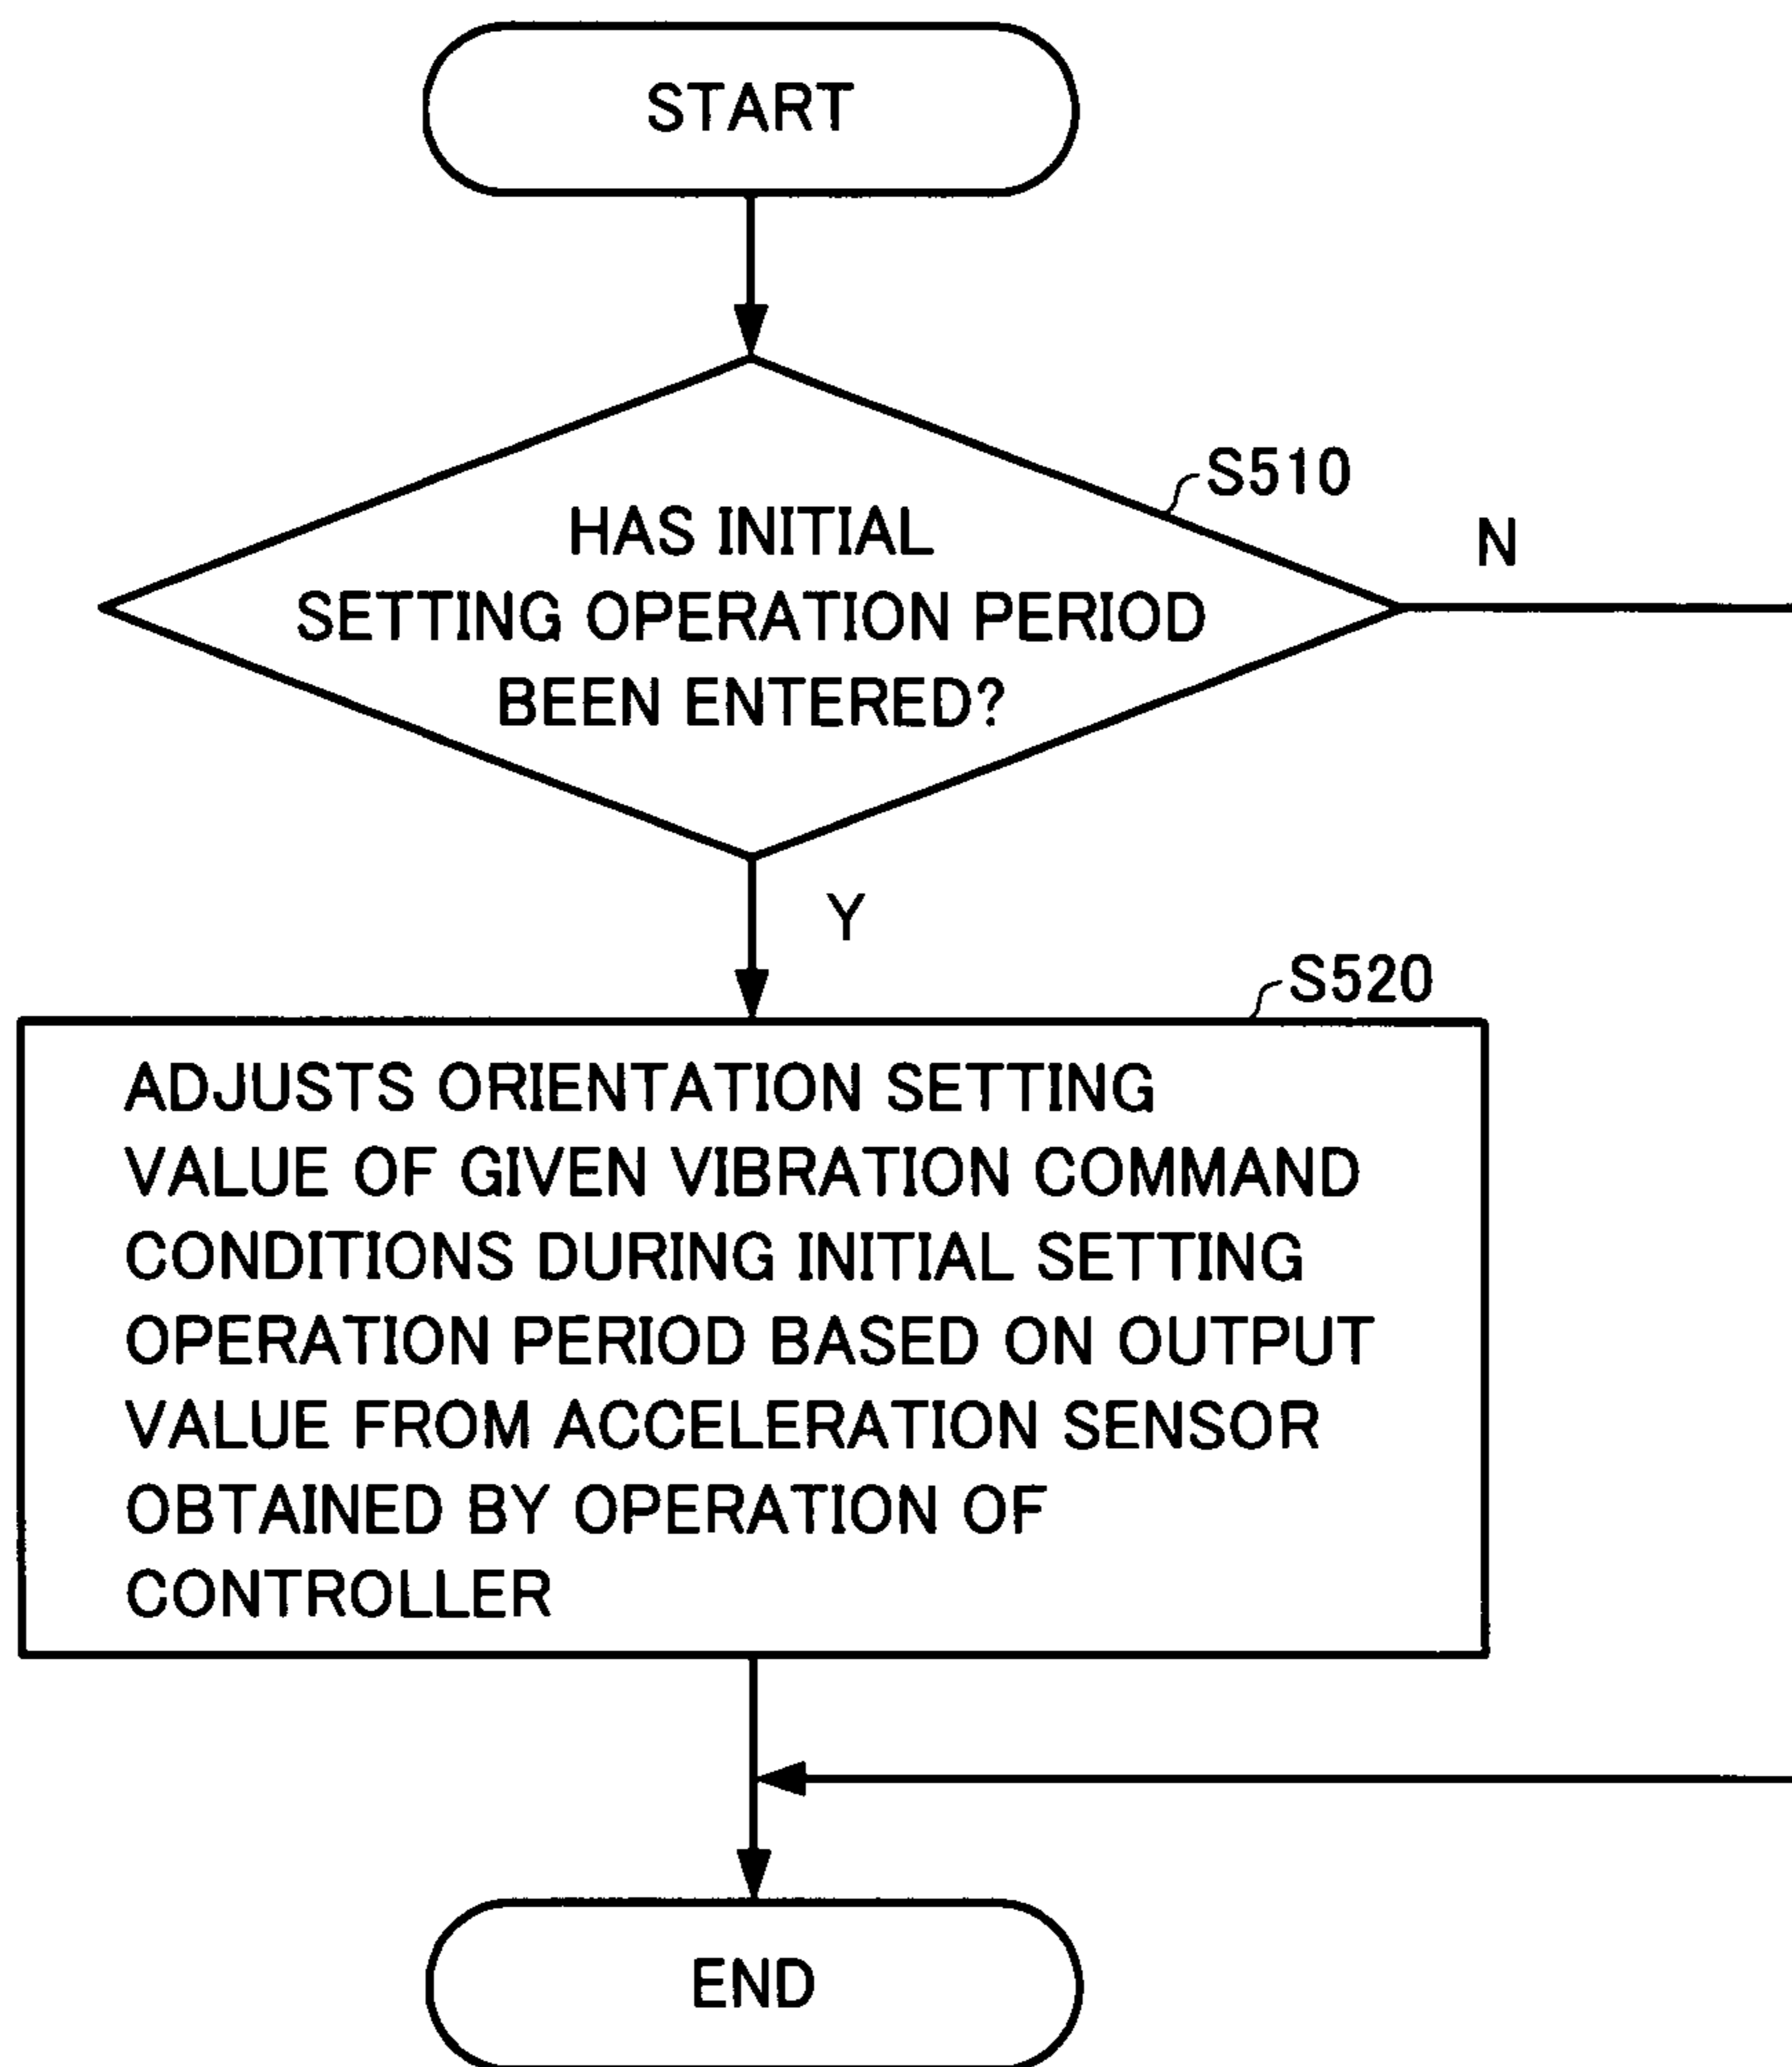 START
S510
HAS INITIAL
N
SETTING OPERATION PERIOD
BEEN ENTERED?
Y
S520
ADJUSTS ORIENTATION SETTING
VALUE OF GIVEN VIBRATION COMMAND
CONDITIONS DURING INITIAL SETTING
OPERATION PERIOD BASED ON OUTPUT
VALUE FROM ACCELERATION SENSOR
OBTAINED BY OPERATION OF
CONTROLLER
END